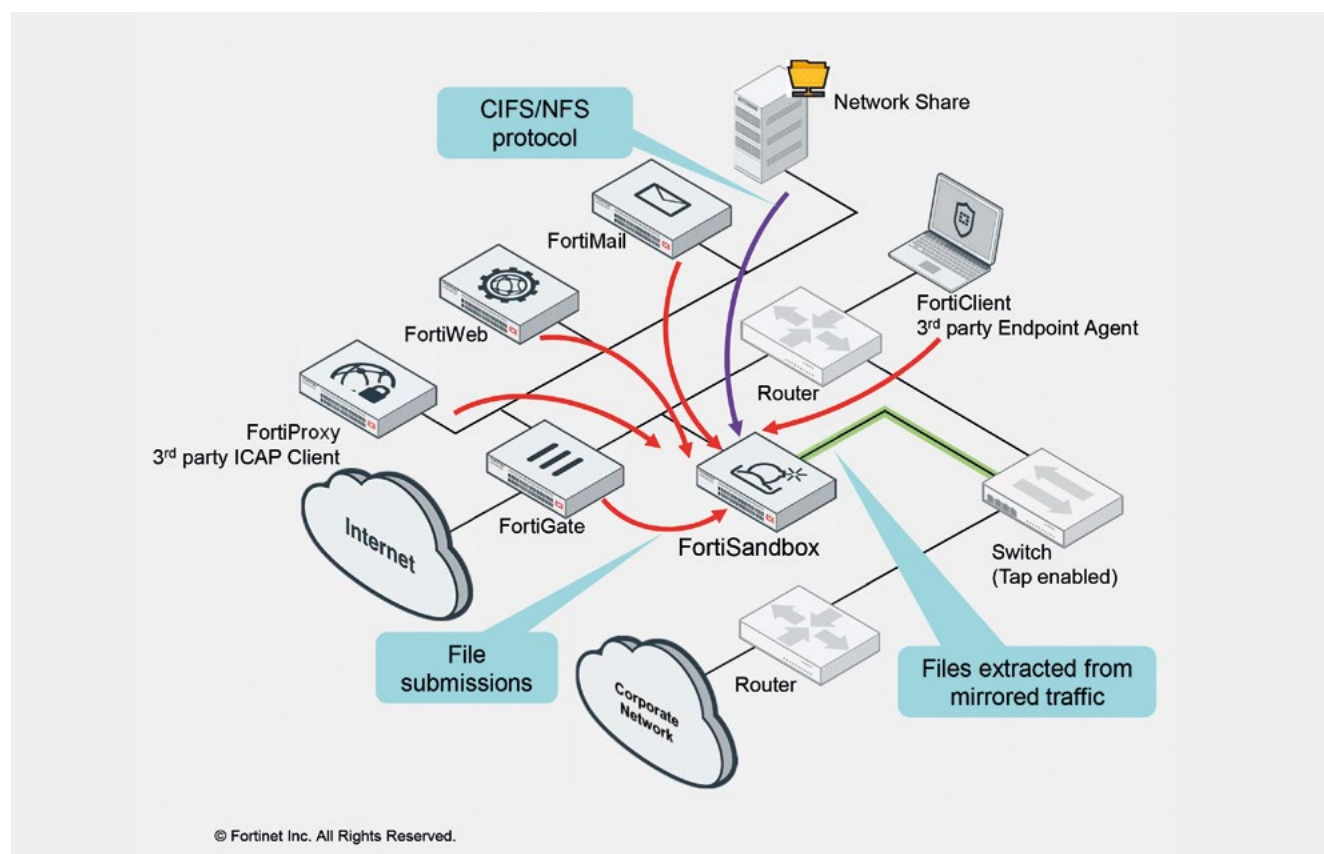 Network Share
CIFS/NFS
protocol
FortiMail
FortiWeb
FortiClient
3rd party Endpoint Agent
Router
FortiProxy
3rd party ICAP Client
FortiGate
Internet
FortiSandbox
Switch
(Tap enabled)
File
submissions
Files extracted from
mirrored traffic
Router
Corporate
Network
© Fortinet Inc. All Rights Reserved.